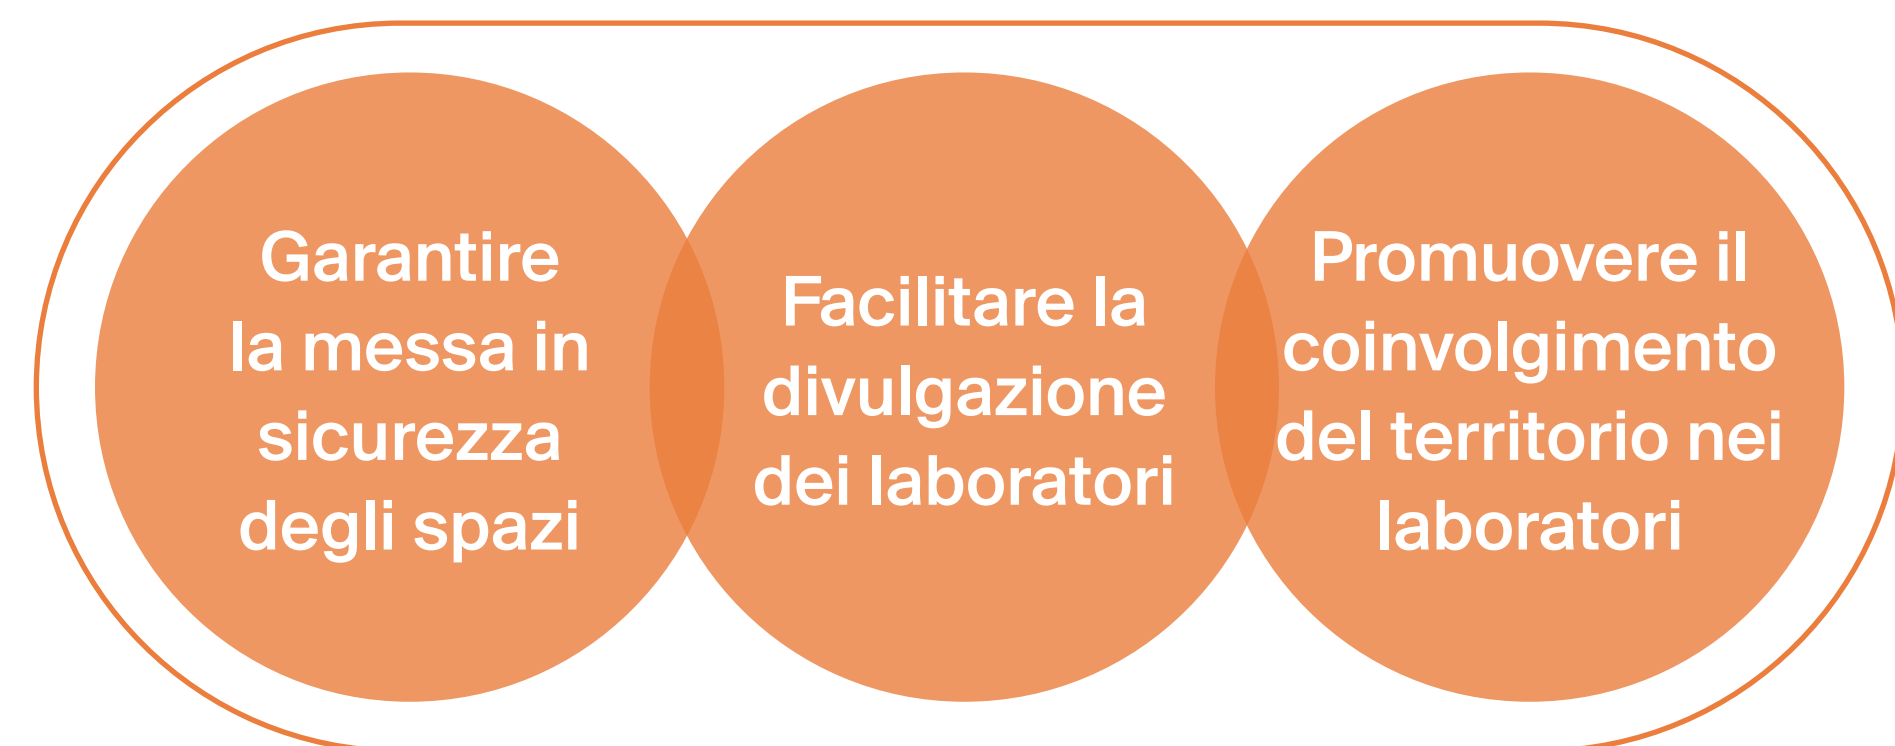 Garantire
la messa in
sicurezza
degli spazi
Facilitare la
divulgazione
dei laboratori
Promuovere il
coinvolgimento
del territorio nei
laboratori